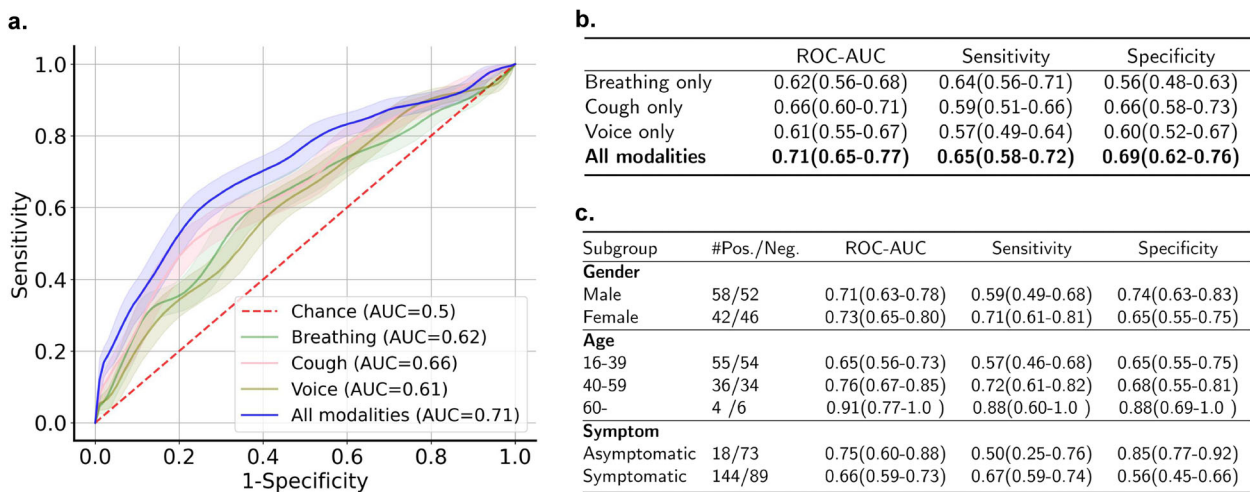 a.
1.0
0.8
0.6
0.4
0.2
0.0
Sensitivity
Chance (AUC=0.5)
Breathing (AUC=0.62)
Cough (AUC=0.66)
Voice (AUC=0.61)
All modalities (AUC=0.71)
0.0 0.2 0.4 0.6 0.8 1.0
1-Specificity
b.
ROC-AUC Sensitivity Specificity
Breathing only 0.62(0.56-0.68) 0.64(0.56-0.71) 0.56(0.48-0.63)
Cough only 0.66(0.60-0.71) 0.59(0.51-0.66) 0.66(0.58-0.73)
Voice only 0.61(0.55-0.67) 0.57(0.49-0.64) 0.60(0.52-0.67)
All modalities 0.71(0.65-0.77) 0.65(0.58-0.72) 0.69(0.62-0.76)
c.
Subgroup #Pos./Neg. ROC-AUC Sensitivity Specificity
Gender
Male 58/52 0.71(0.63-0.78) 0.59(0.49-0.68) 0.74(0.63-0.83)
Female 42/46 0.73(0.65-0.80) 0.71(0.61-0.81) 0.65(0.55-0.75)
Age
16-39 55/54 0.65(0.56-0.73) 0.57(0.46-0.68) 0.65(0.55-0.75)
40-59 36/34 0.76(0.67-0.85) 0.72(0.61-0.82) 0.68(0.55-0.81)
60- 4 /6 0.91(0.77-1.0 ) 0.88(0.60-1.0 ) 0.88(0.69-1.0 )
Symptom
Asymptomatic 18/73 0.75(0.60-0.88) 0.50(0.25-0.76) 0.85(0.77-0.92)
Symptomatic 144/89 0.66(0.59-0.73) 0.67(0.59-0.74) 0.56(0.45-0.66)